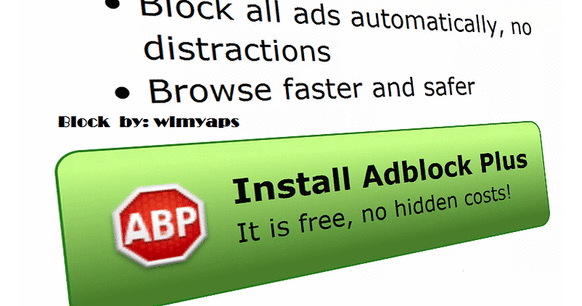 Block all ads automatically, no
distractions
Browse faster and safer
Block by: wlmyaps
Install Adblock Plus
ABP
It is free, no hidden costs!